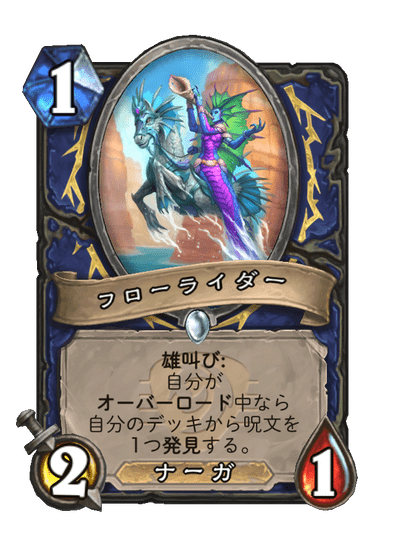 1
フローライダー
雄叫び:
自分が
オーバーロード中なら
自分のデッキから呪文を
1つ発見する。
2
ナーガ
1